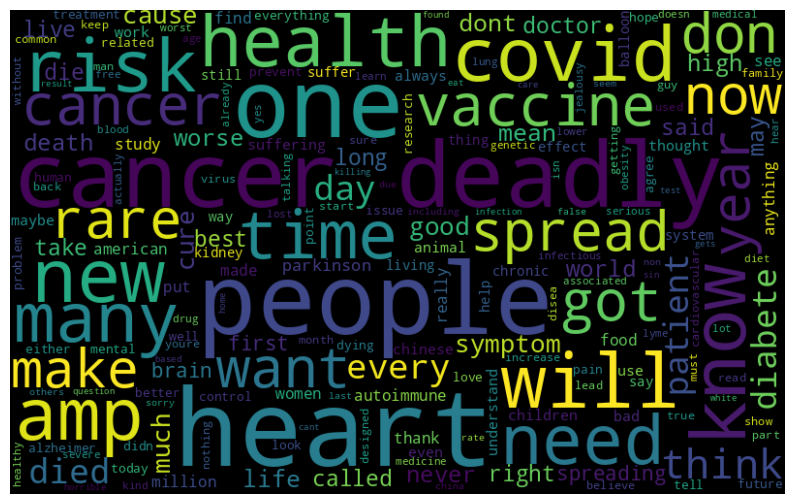 treatment keep cause find everything hope doesn medical found
common live work worst age health dont doctor balloon see don
related man free still prevent suffer learn always covid high
without die risk already yes lung eat care seem guy used family
result cancer one sure research vaccine jealousy now
blood mean genetic lower said may hear
death study worse suffering thing effect getting isn thought
human actually virus long talking obesity agree anything
back cancer killing deadly due test year
maybe rare lost start day including infection false serious
way issue point time good animal spread system
take american cure best kidney infectious non gets
problem new put made parkinson living really chronic world sin diet
drug home help disea associated patient cardiovascular lyme lot
many well people got know diabete
either mental youre first month dying chinese symptom food must read
based brain love increase use pain lead say
make want every women autoimmune will white
others question better control children bad true show
amp sorry nothing last cant heart designed thank even understand need part
much alzheimer didn look rate medicine think
healthy severe died today million life called never right spreading believe tell future
horrible kind china